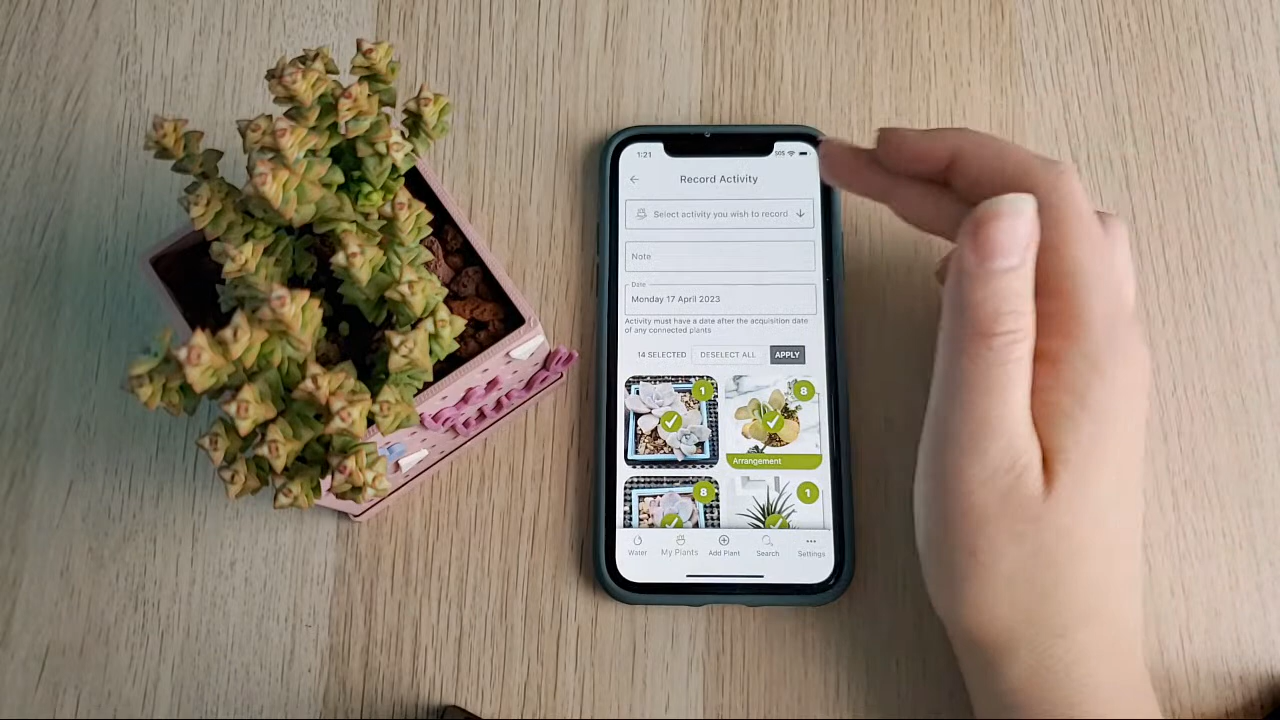 1:21
SOS
Record Activity
Select activity you wish to record
Note
Date
Monday 17 April 2023
Activity must have a date after the acquisition date
of any connected plants
14 SELECTED
DESELECT ALL
APPLY
1
8
Arrangement
8
1
Water
My Plants
Add Plant
Search
Settings